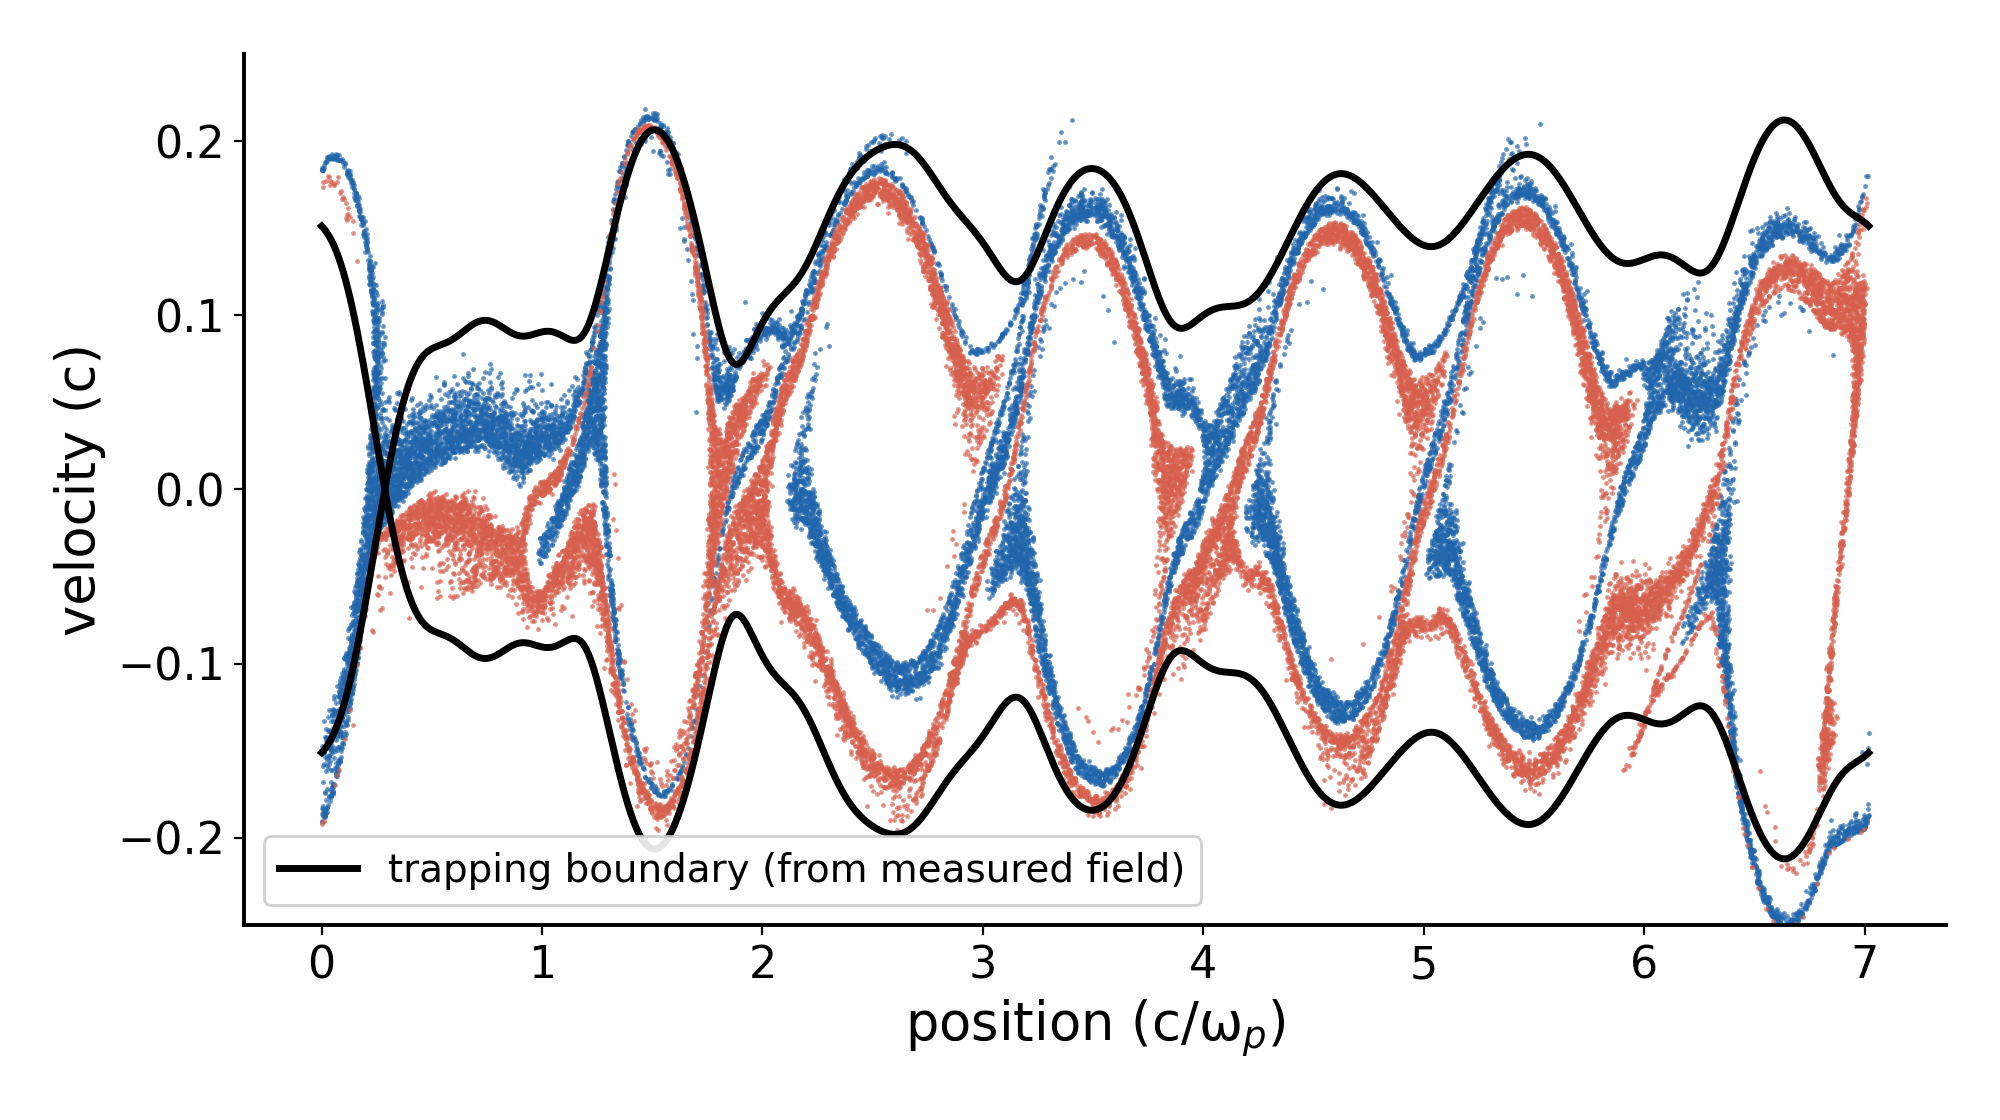 0.2
0.1
0.0
−0.1
−0.2
velocity (c)
trapping boundary (from measured field)
0 1 2 3 4 5 6 7
position (c/ωₚ)